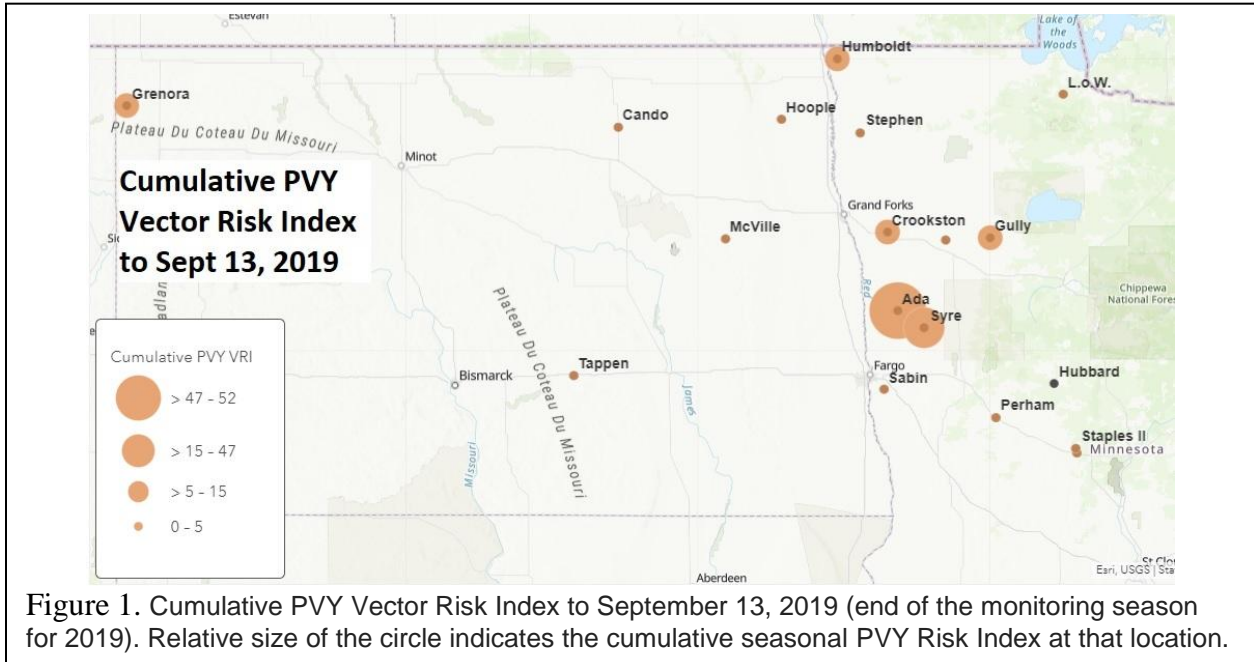 Estevan
Lake of
the
Woods
Humboldt
L.o.W.
Grenora
Cando
Hoople
Stephen
Plateau Du Coteau Du Missouri
Minot
Cumulative PVY
Vector Risk Index
to Sept 13, 2019
Grand Forks
Crookston
Gully
McVille
Red
Ada
Syre
Chippewa
National Fores
Plateau Du Coteau Du Missouri
James
Missouri
Cumulative PVY VRI
> 47 - 52
> 15 - 47
> 5 - 15
0 - 5
Tappen
Bismarck
Fargo
Sabin
Hubbard
Perham
Staples II
Minnesota
Aberdeen
St Clo
Esri, USGS | Sta
Figure 1. Cumulative PVY Vector Risk Index to September 13, 2019 (end of the monitoring season
for 2019). Relative size of the circle indicates the cumulative seasonal PVY Risk Index at that location.